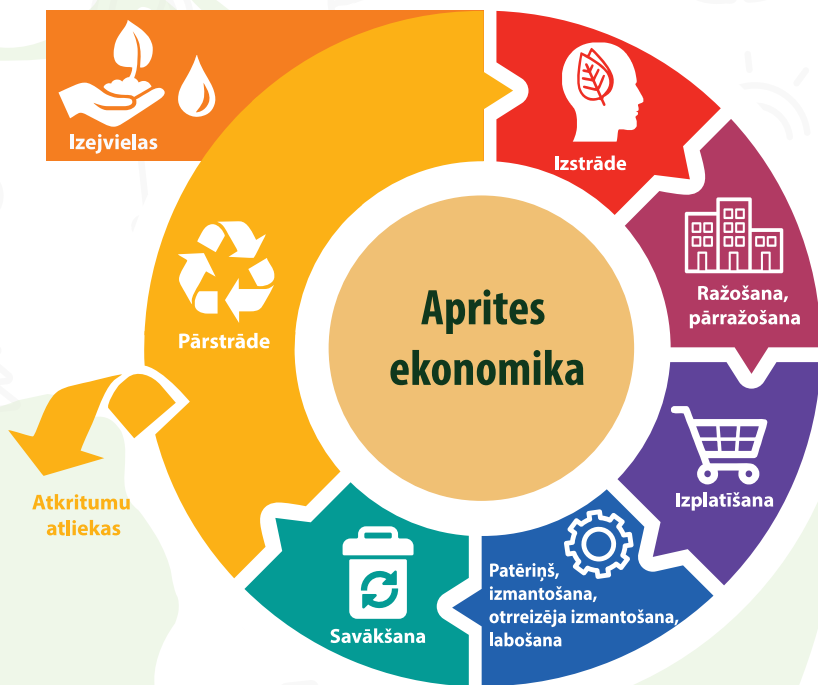 Izejvielas
Izstrāde
Ražošana,
pārražošana
Izplatīšana
Patēriņš,
izmantošana,
otrreizēja izmantošana,
labošana
Savākšana
Pārstrāde
Atkritumu
atliekas
Aprites
ekonomika